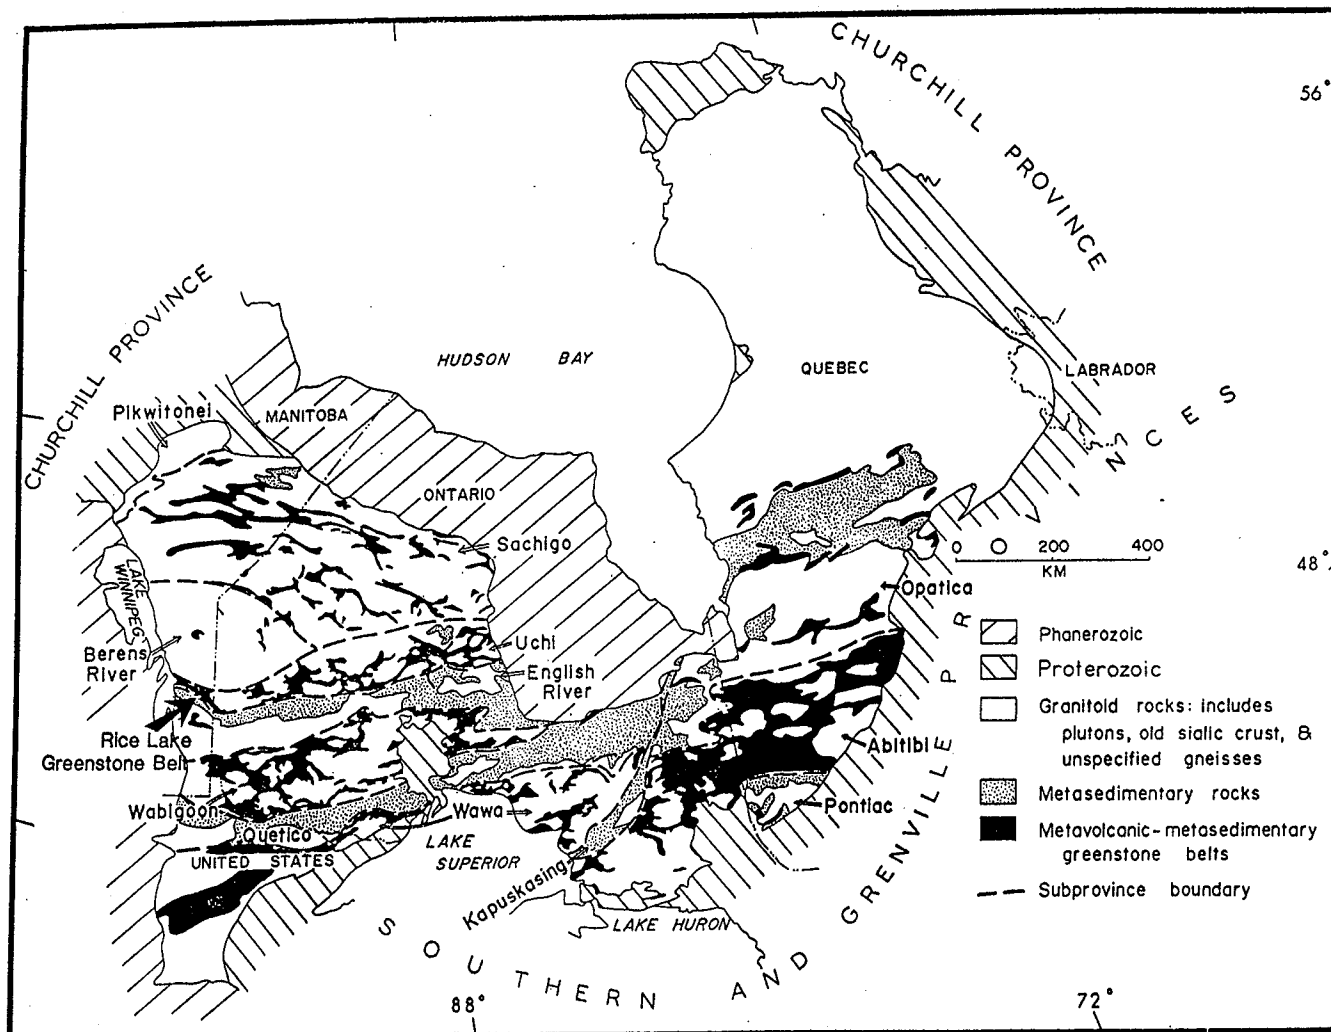 CHURCHILL PROVINCE
56°
CHURCHILL PROVINCE
HUDSON BAY
QUEBEC
LABRADOR
Pikwitonei
MANITOBA
ONTARIO
Sachigo
LAKE
WINNIPEG
0 200 400
KM
48°
Opatica
Berens
River
Uchi
English
River
Rice Lake
Greenstone Belt
Abitibi
Wabigoon
Wawa
Pontiac
Quetico
UNITED STATES
LAKE
SUPERIOR
Kapuskasing
LAKE HURON
SOUTHERN AND GRENVILLE PROVINCES
Phanerozoic
Proterozoic
Granitoid rocks: includes
plutons, old sialic crust, &
unspecified gneisses
Metasedimentary rocks
Metavolcanic-metasedimentary
greenstone belts
Subprovince boundary
88°
72°